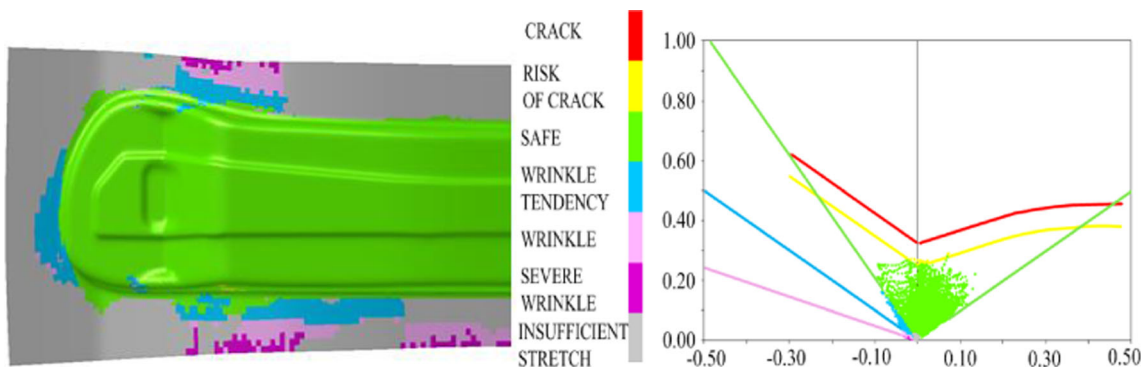 CRACK
RISK
OF CRACK
SAFE
WRINKLE
TENDENCY
WRINKLE
SEVERE
WRINKLE
INSUFFICIENT
STRETCH
1.00
0.80
0.60
0.40
0.20
0.00
-0.50
-0.30
-0.10
0.10
0.30
0.50